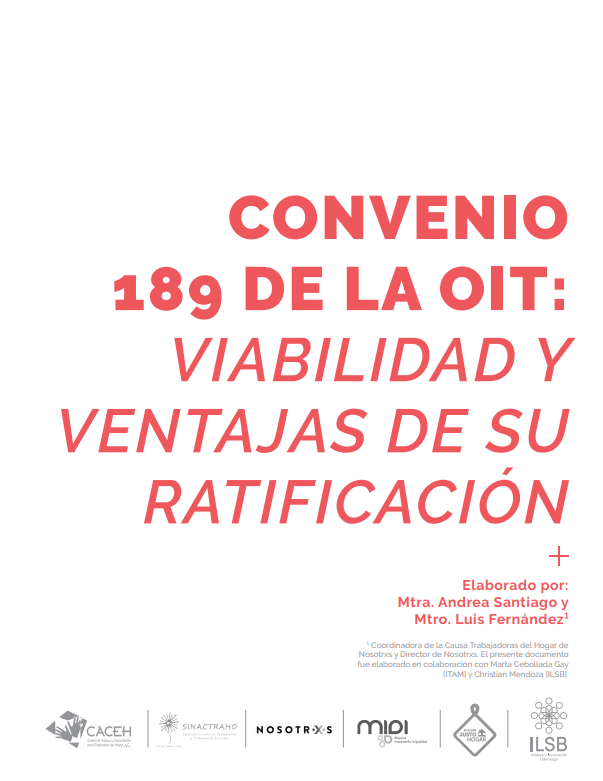 CONVENIO
189 DE LA OIT:
VIABILIDAD Y
VENTAJAS DE SU
RATIFICACIÓN
Elaborado por:
Mtra. Andrea Santiago y
Mtro. Luis Fernández¹
¹ Coordinadora de la Causa Trabajadoras del Hogar de
Nosotrxs y Director de Nosotrxs. El presente documento
fue elaborado en colaboración con Marta Cebollada Gay
[ITAM] y Christian Mendoza [ILSB].
CACEH
SINACTRAHO
NOSOTRXS
MIDI
HOGAR
JUSTO
HOGAR
ILSB